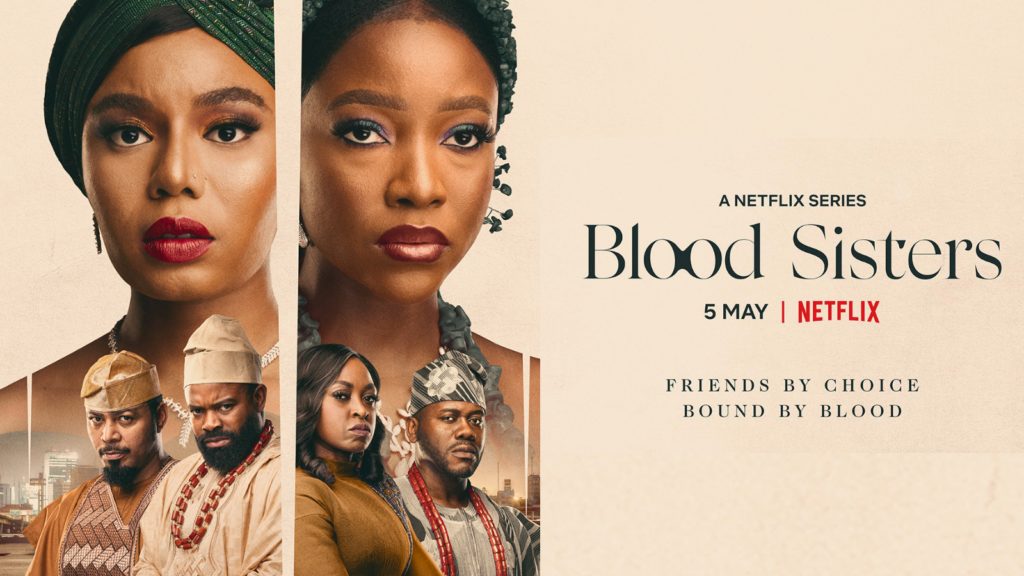 A NETFLIX SERIES
Blood Sisters
5 MAY | NETFLIX
FRIENDS BY CHOICE
BOUND BY BLOOD